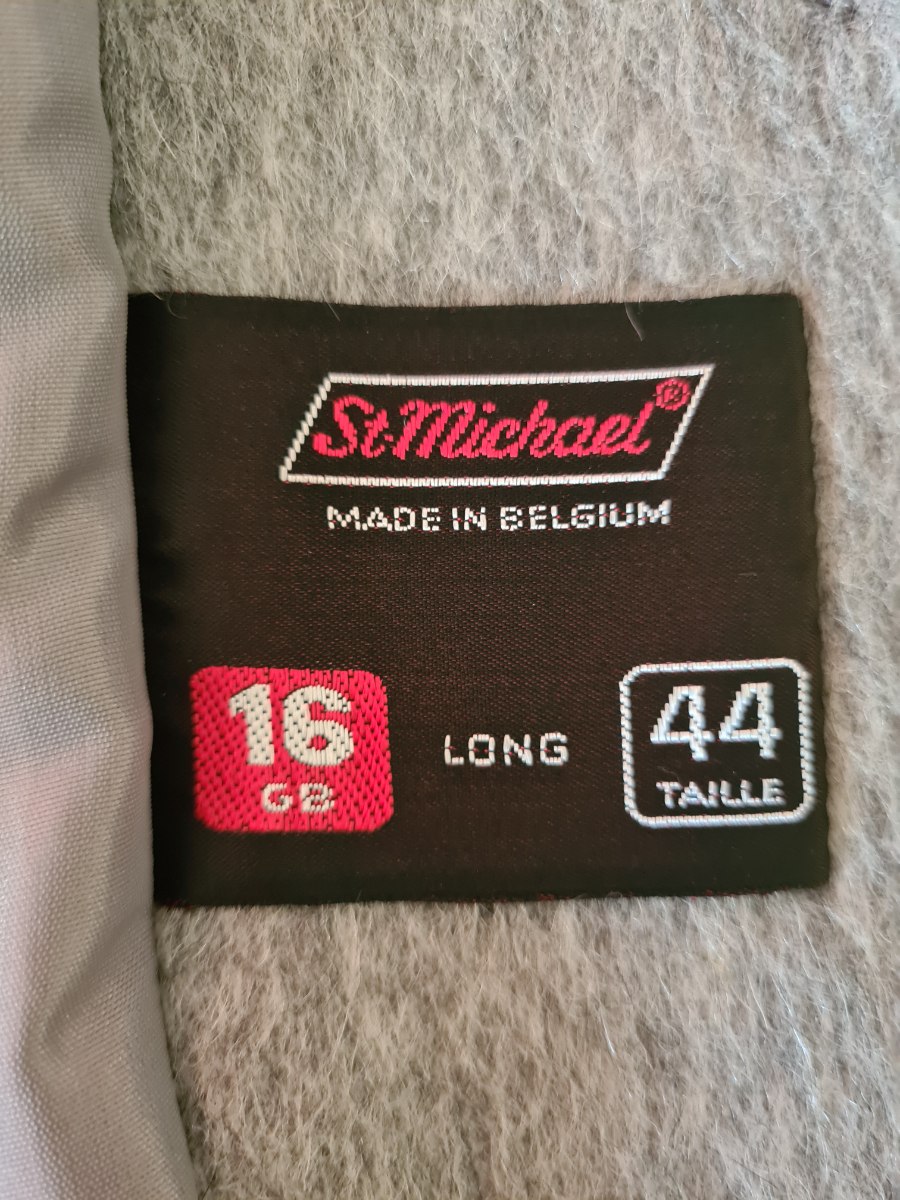 St Michael®
MADE IN BELGIUM
16
GB
LONG
44
TAILLE